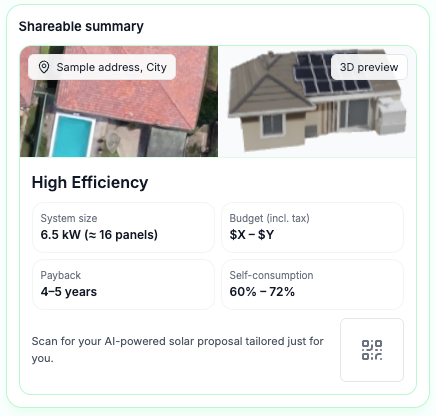 Shareable summary
Sample address, City
3D preview
High Efficiency
System size
6.5 kW (≈ 16 panels)
Budget (incl. tax)
$X – $Y
Payback
4–5 years
Self-consumption
60% – 72%
Scan for your AI-powered solar proposal tailored just for
you.